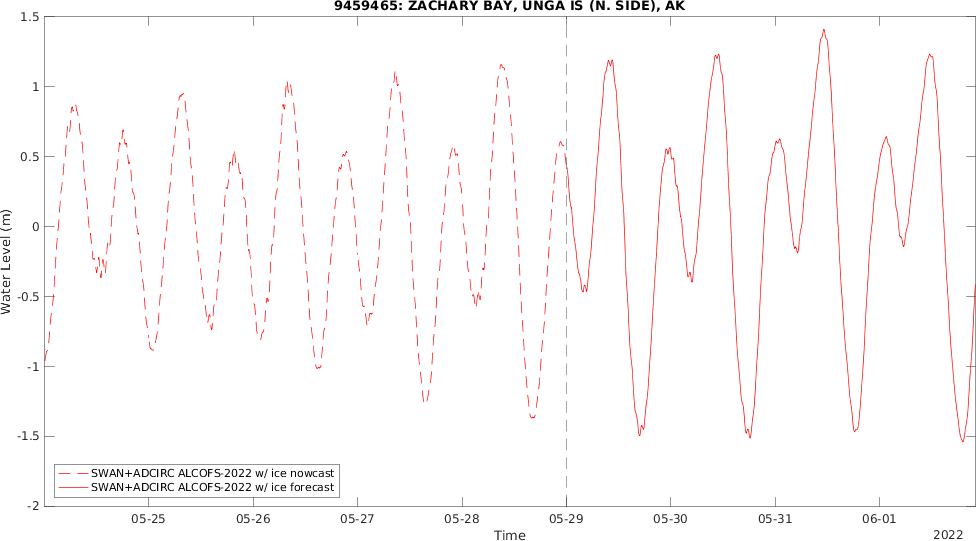 9459465: ZACHARY BAY, UNGA IS (N. SIDE), AK
1.5
1
0.5
0
-0.5
-1
-1.5
-2
Water Level (m)
SWAN+ADCIRC ALCOFS-2022 w/ ice nowcast
SWAN+ADCIRC ALCOFS-2022 w/ ice forecast
05-25 05-26 05-27 05-28 05-29 05-30 05-31 06-01
Time
2022